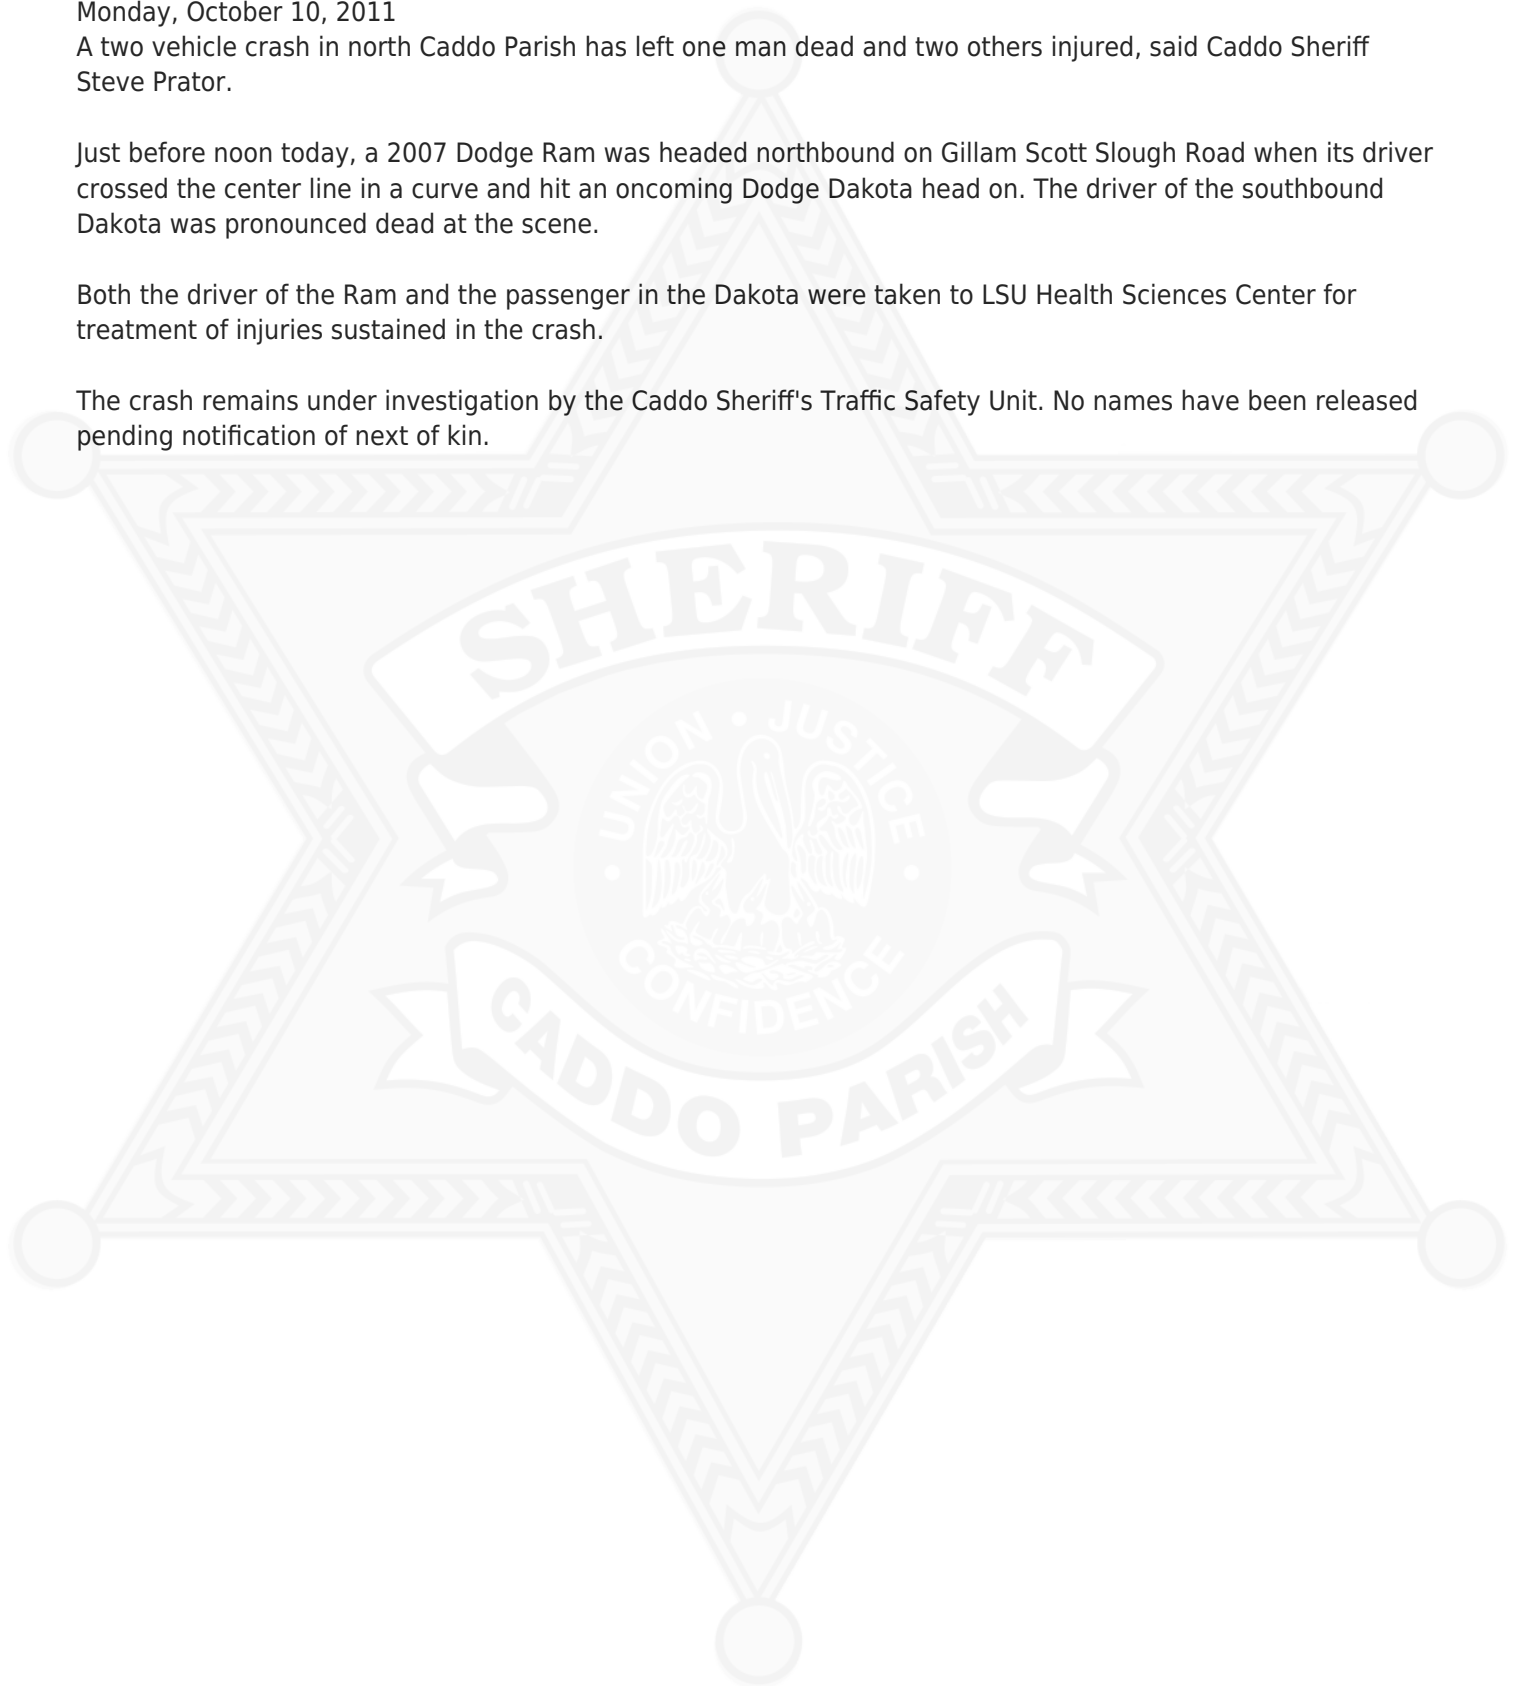 Monday, October 10, 2011
A two vehicle crash in north Caddo Parish has left one man dead and two others injured, said Caddo Sheriff
Steve Prator.
Just before noon today, a 2007 Dodge Ram was headed northbound on Gillam Scott Slough Road when its driver
crossed the center line in a curve and hit an oncoming Dodge Dakota head on. The driver of the southbound
Dakota was pronounced dead at the scene.
Both the driver of the Ram and the passenger in the Dakota were taken to LSU Health Sciences Center for
treatment of injuries sustained in the crash.
The crash remains under investigation by the Caddo Sheriff's Traffic Safety Unit. No names have been released
pending notification of next of kin.
SHERIFF
UNION • JUSTICE
• CONFIDENCE •
CADDO PARISH